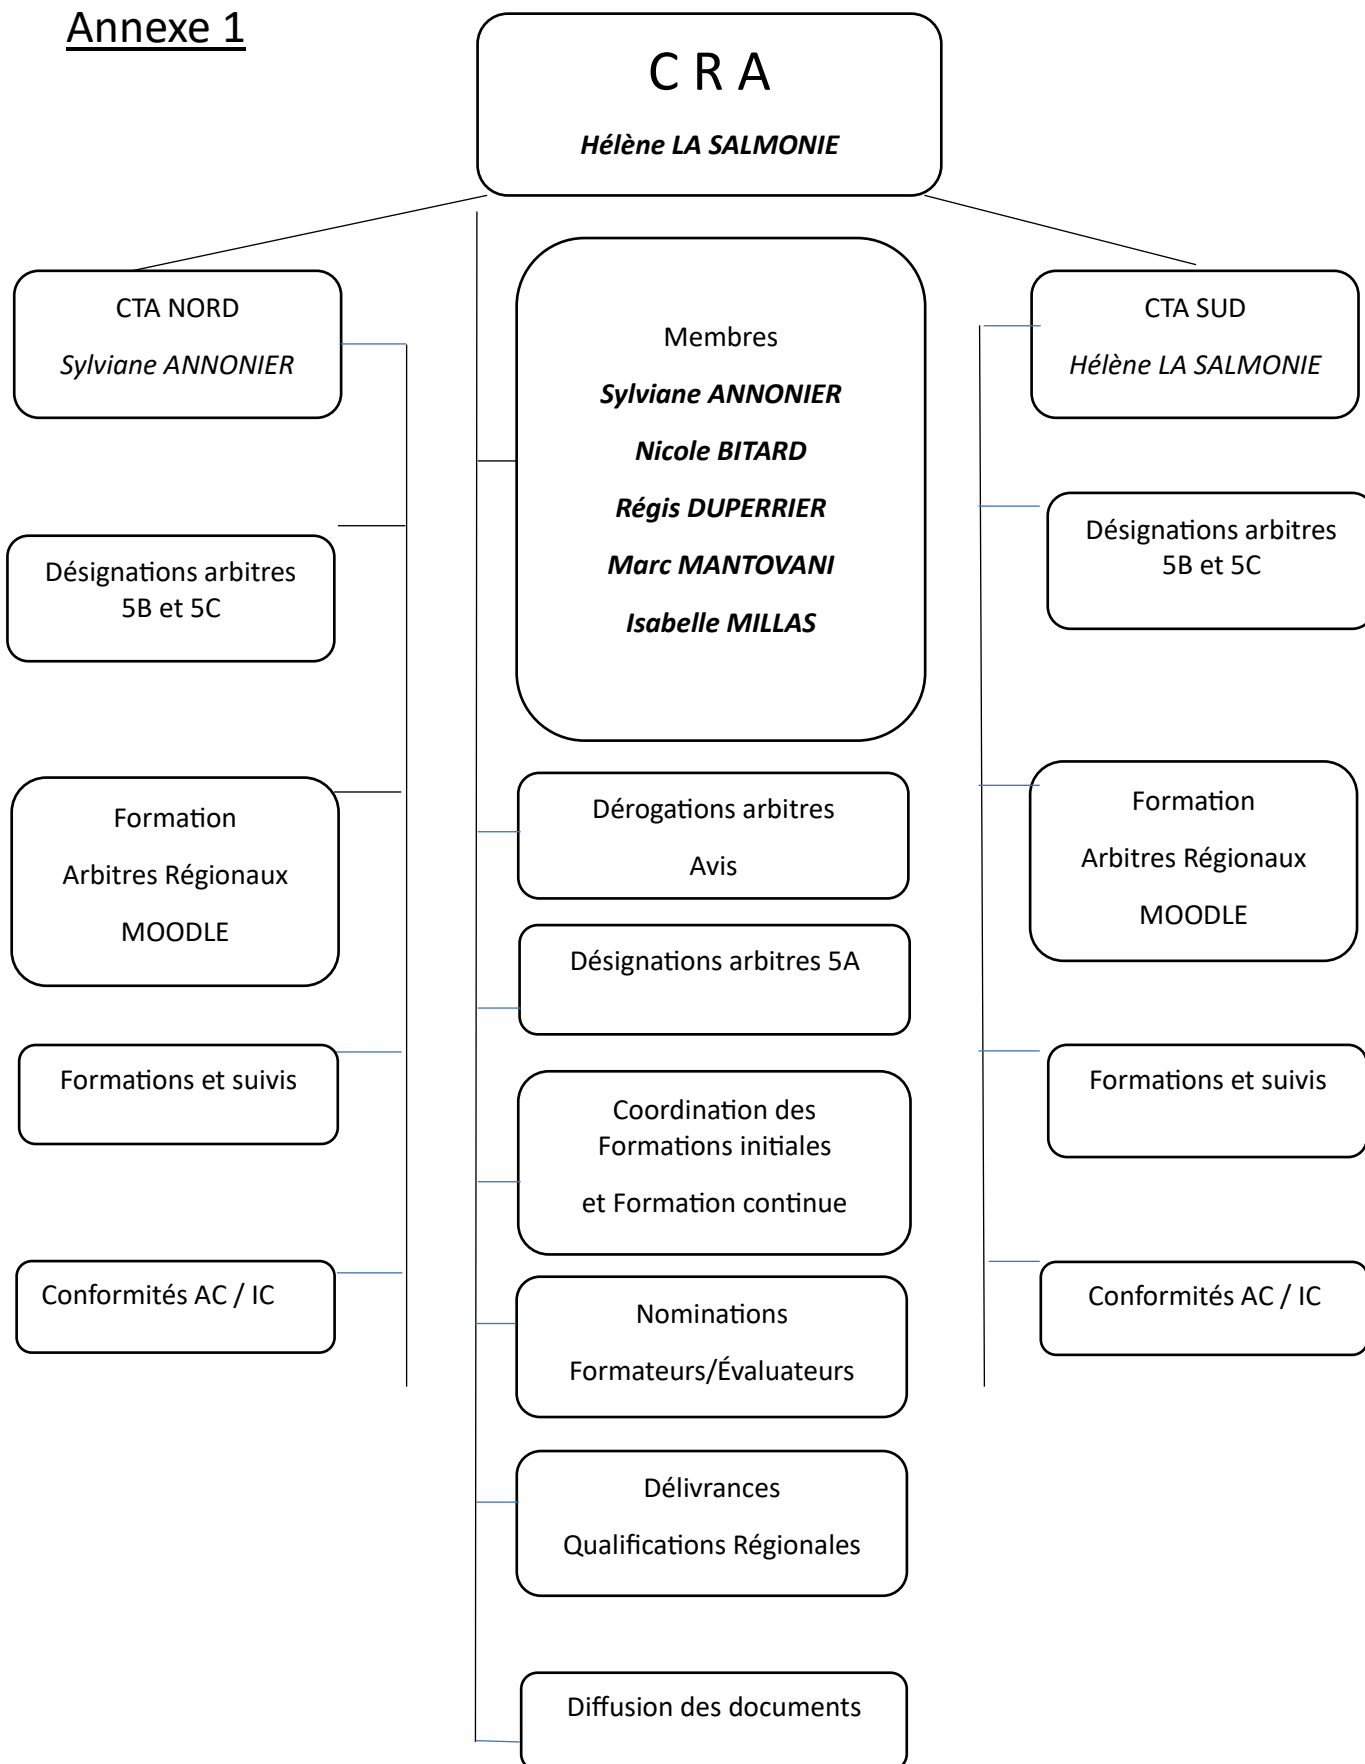 Annexe 1
C R A
Hélène LA SALMONIE
CTA NORD
Sylviane ANNONIER
Désignations arbitres
5B et 5C
Formation
Arbitres Régionaux
MOODLE
Formations et suivis
Conformités AC / IC
Membres
Sylviane ANNONIER
Nicole BITARD
Régis DUPERRIER
Marc MANTOVANI
Isabelle MILLAS
Dérogations arbitres
Avis
Désignations arbitres 5A
Coordination des
Formations initiales
et Formation continue
Nominations
Formateurs/Évaluateurs
Délivrances
Qualifications Régionales
Diffusion des documents
CTA SUD
Hélène LA SALMONIE
Désignations arbitres
5B et 5C
Formation
Arbitres Régionaux
MOODLE
Formations et suivis
Conformités AC / IC